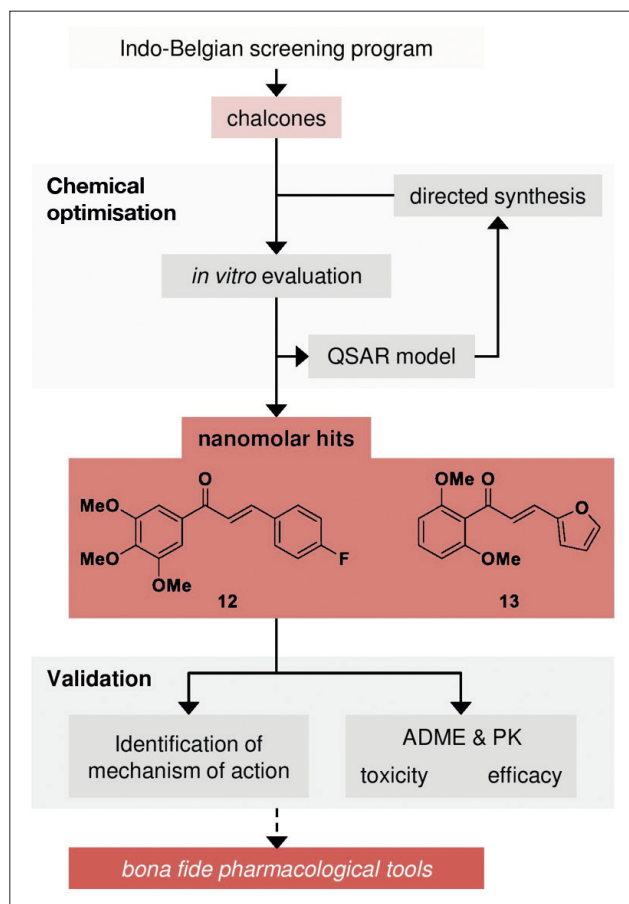 Indo-Belgian screening program
chalcones
Chemical
optimisation
directed synthesis
in vitro evaluation
QSAR model
nanomolar hits
MeO
MeO
OMe
O
F
12
OMe
O
OMe
O
13
Validation
Identification of
mechanism of action
ADME & PK
toxicity efficacy
bona fide pharmacological tools